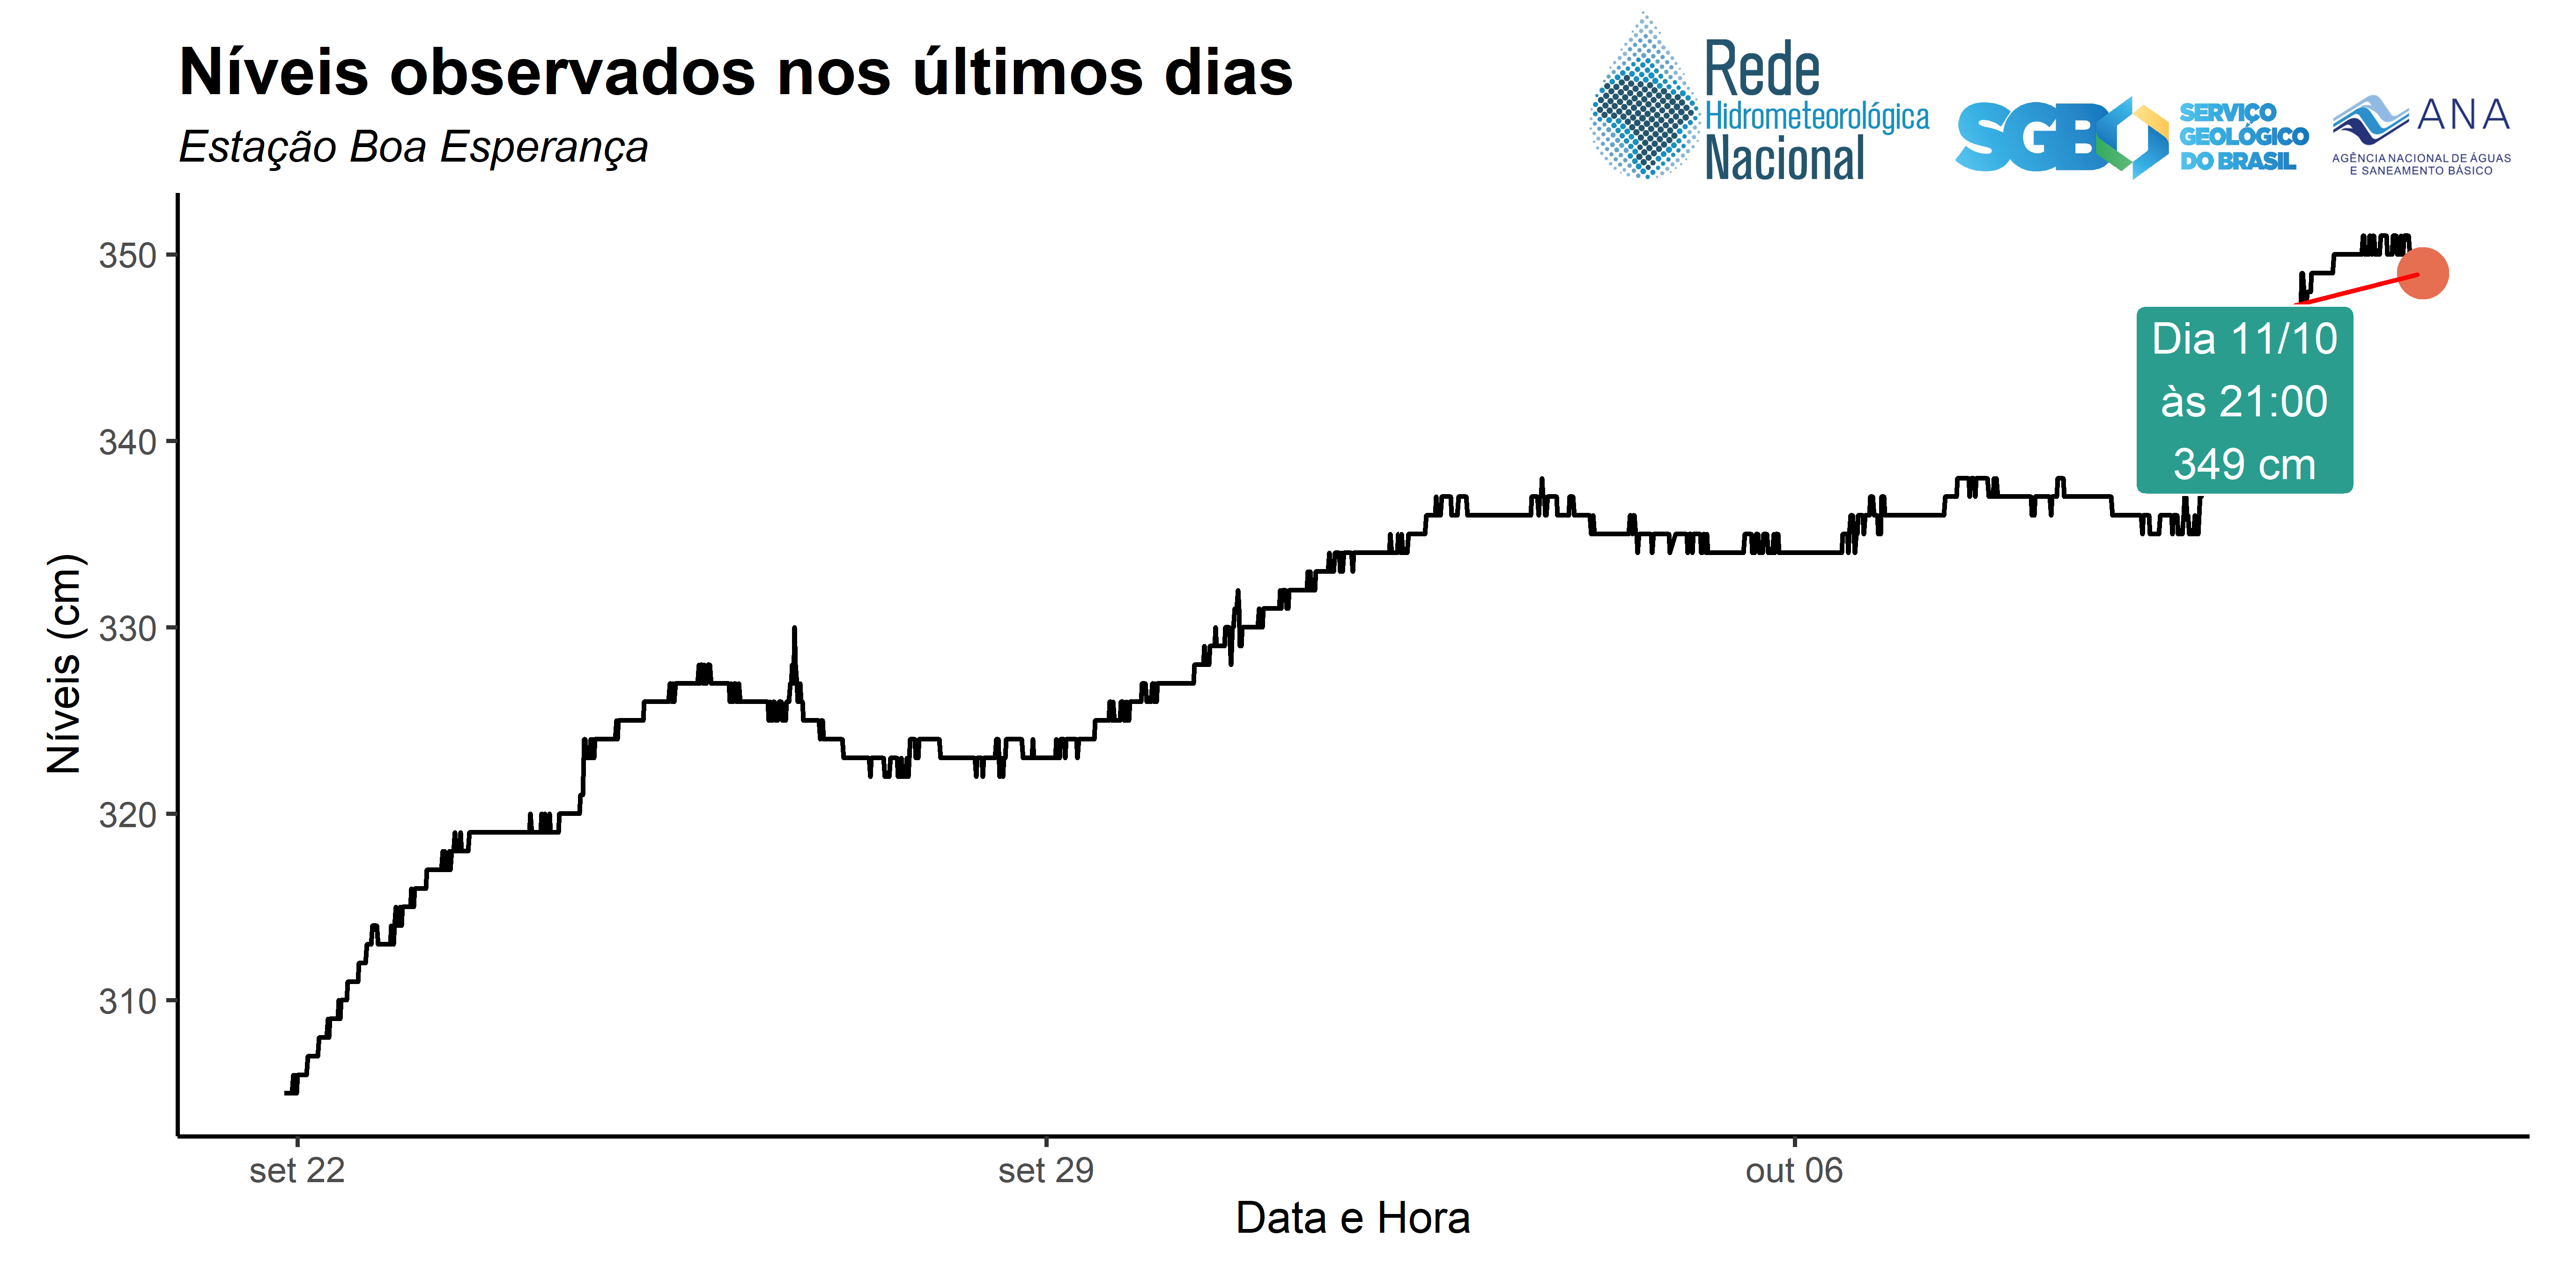 Níveis observados nos últimos dias
Estação Boa Esperança
Rede
Hidrometeorológica
Nacional
SGB
SERVIÇO
GEOLÓGICO
DO BRASIL
ANA
AGÊNCIA NACIONAL DE ÁGUAS
E SANEAMENTO BÁSICO
350
340
330
320
310
Níveis (cm)
Dia 11/10
às 21:00
349 cm
set 22
set 29
out 06
Data e Hora